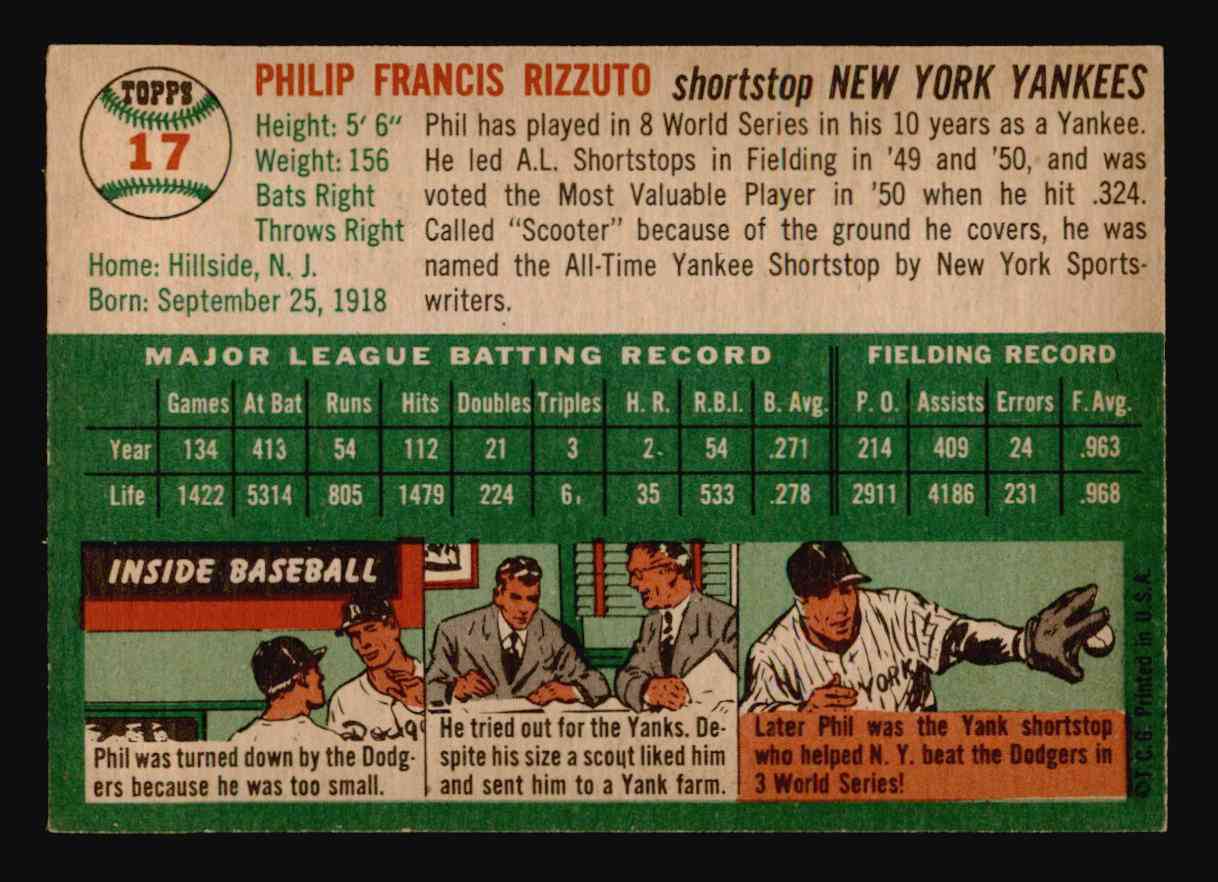 TOPPS
17
PHILIP FRANCIS RIZZUTO shortstop NEW YORK YANKEES
Height: 5' 6"
Weight: 156
Bats Right
Throws Right
Home: Hillside, N. J.
Born: September 25, 1918
Phil has played in 8 World Series in his 10 years as a Yankee.
He led A.L. Shortstops in Fielding in '49 and '50, and was
voted the Most Valuable Player in '50 when he hit .324.
Called "Scooter" because of the ground he covers, he was
named the All-Time Yankee Shortstop by New York Sports-
writers.
MAJOR LEAGUE BATTING RECORD FIELDING RECORD
Games At Bat Runs Hits Doubles Triples H. R. R.B.I. B. Avg. P. O. Assists Errors F. Avg.
Year 134 413 54 112 21 3 2 54 .271 214 409 24 .963
Life 1422 5314 805 1479 224 35 533 .278 2911 4186 231 .968
INSIDE BASEBALL
Phil was turned down by the Dodg-
ers because he was too small.
He tried out for the Yanks. De-
spite his size a scout liked him
and sent him to a Yank farm.
YORK
Later Phil was the Yank shortstop
who helped N. Y. beat the Dodgers in
3 World Series!
©T.C.G. Printed in U.S.A.